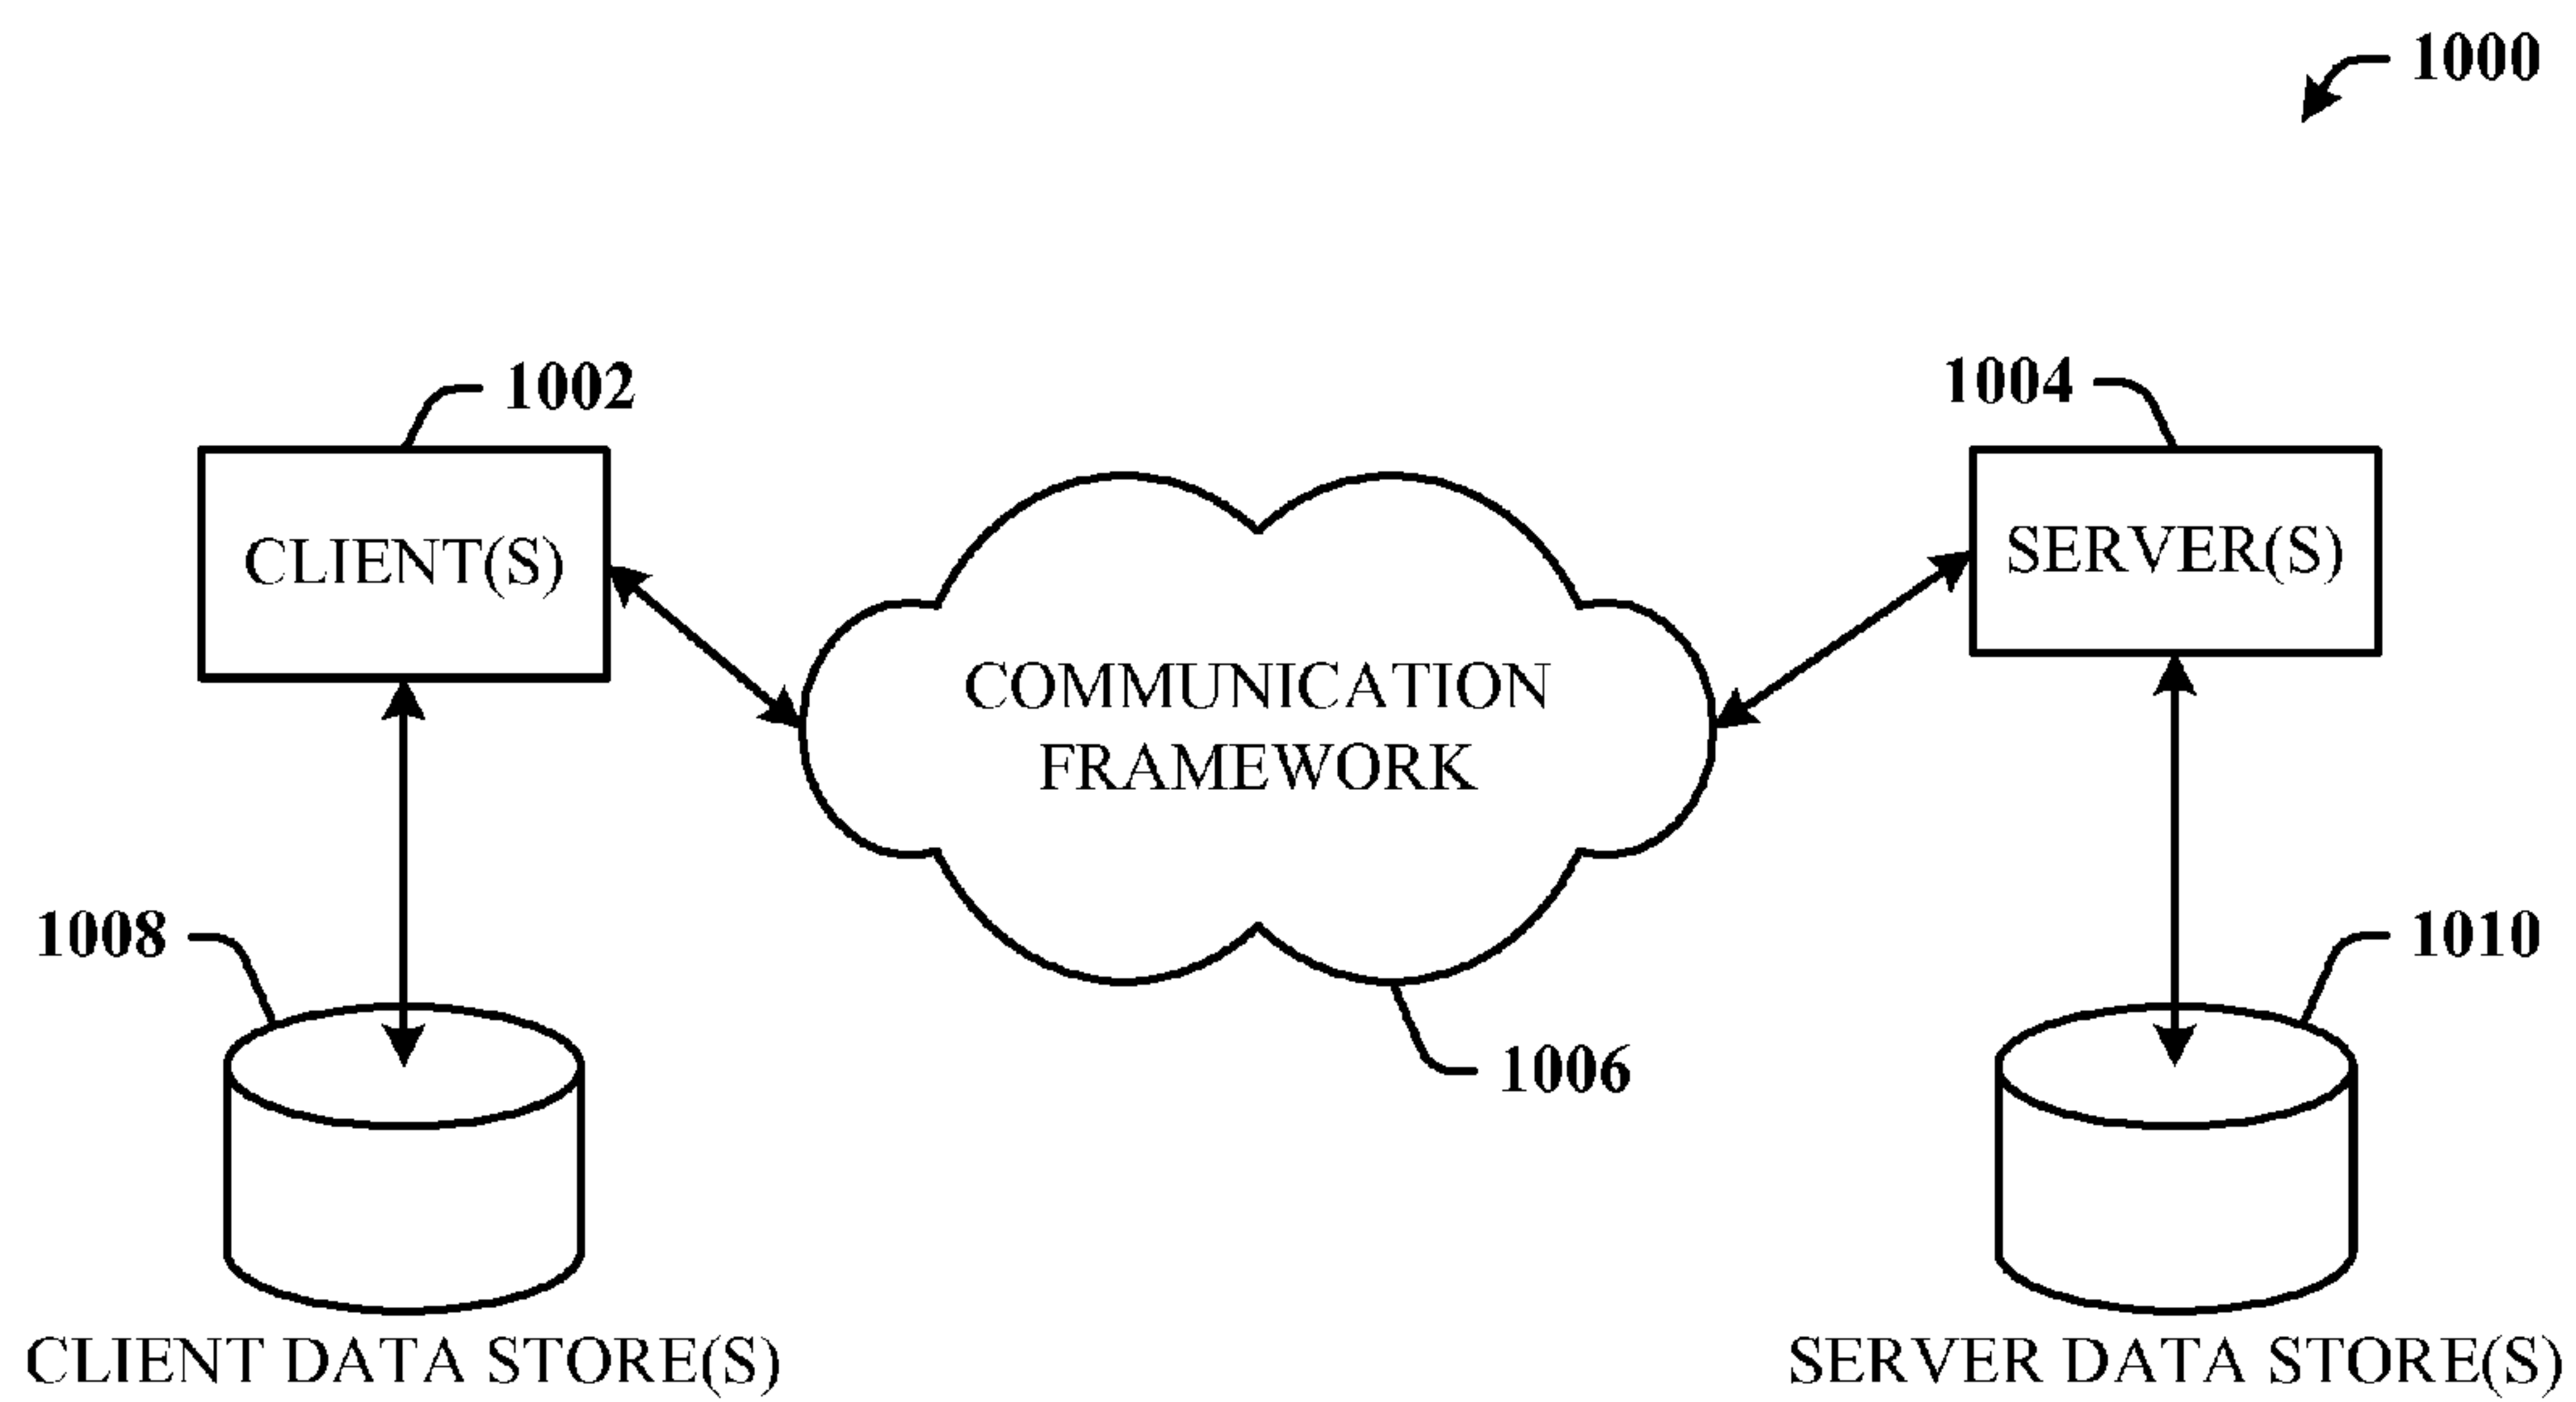 1000
1002
1004
CLIENT(S)
SERVER(S)
COMMUNICATION
FRAMEWORK
1008
1010
1006
CLIENT DATA STORE(S)
SERVER DATA STORE(S)